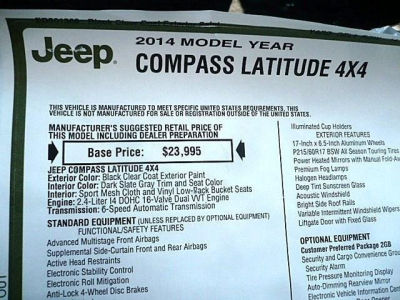 Jeep
2014 MODEL YEAR
COMPASS LATITUDE 4X4
THIS VEHICLE IS MANUFACTURED TO MEET SPECIFIC UNITED STATES REQUIREMENTS. THIS
VEHICLE IS NOT MANUFACTURED FOR SALE OR REGISTRATION OUTSIDE OF THE UNITED STATES.
MANUFACTURER'S SUGGESTED RETAIL PRICE OF
THIS MODEL INCLUDING DEALER PREPARATION
Base Price: $23,995
JEEP COMPASS LATITUDE 4X4
Exterior Color: Black Clear Coat Exterior Paint
Interior Color: Dark Slate Gray Trim and Seat Color
Interior: Sport Mesh Cloth and Vinyl Low-Back Bucket Seats
Engine: 2.4-Liter I4 DOHC 16-Valve Dual VVT Engine
Transmission: 6-Speed Automatic Transmission
STANDARD EQUIPMENT (UNLESS REPLACED BY OPTIONAL EQUIPMENT)
FUNCTIONAL/SAFETY FEATURES
Advanced Multistage Front Airbags
Supplemental Side-Curtain Front and Rear Airbags
Active Head Restraints
Electronic Stability Control
Electronic Roll Mitigation
Anti-Lock 4-Wheel Disc Brakes
Illuminated Cup Holders
EXTERIOR FEATURES
17-Inch x 6.5-Inch Aluminum Wheels
P215/60R17 BSW All Season Touring Tires
Power Heated Mirrors with Manual Fold-Aw
Premium Fog Lamps
Halogen Headlamps
Deep Tint Sunscreen Glass
Acoustic Windshield
Bright Side Roof Rails
Variable Intermittent Windshield Wipers
Liftgate Door with Fixed Glass
OPTIONAL EQUIPMENT
Customer Preferred Package 2GB
Security and Cargo Convenience Grou
Security Alarm
Tire Pressure Monitoring Display
Auto-Dimming Rearview Mirror
Electronic Vehicle Information Cent